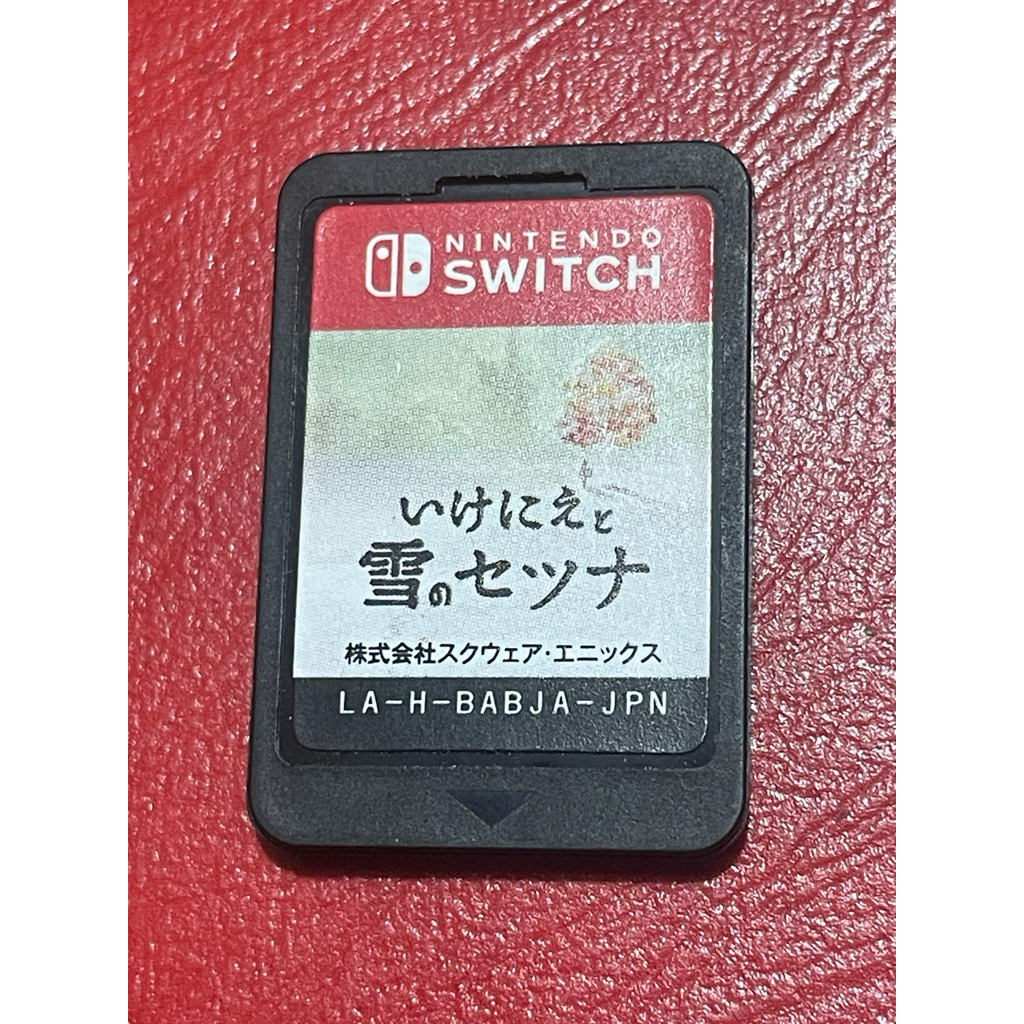 NINTENDO
SWITCH
いけにえと
雪のセツナ
株式会社スクウェア・エニックス
LA-H-BABJA-JPN